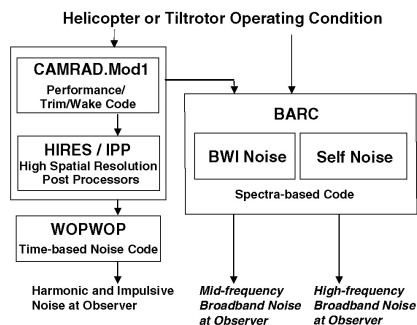 Helicopter or Tiltrotor Operating Condition
CAMRAD.Mod1
Performance/
Trim/Wake Code
HIRES / IPP
High Spatial Resolution
Post Processors
WOPWOP
Time-based Noise Code
Harmonic and Impulsive
Noise at Observer
BARC
BWI Noise
Self Noise
Spectra-based Code
Mid-frequency
Broadband Noise
at Observer
High-frequency
Broadband Noise
at Observer